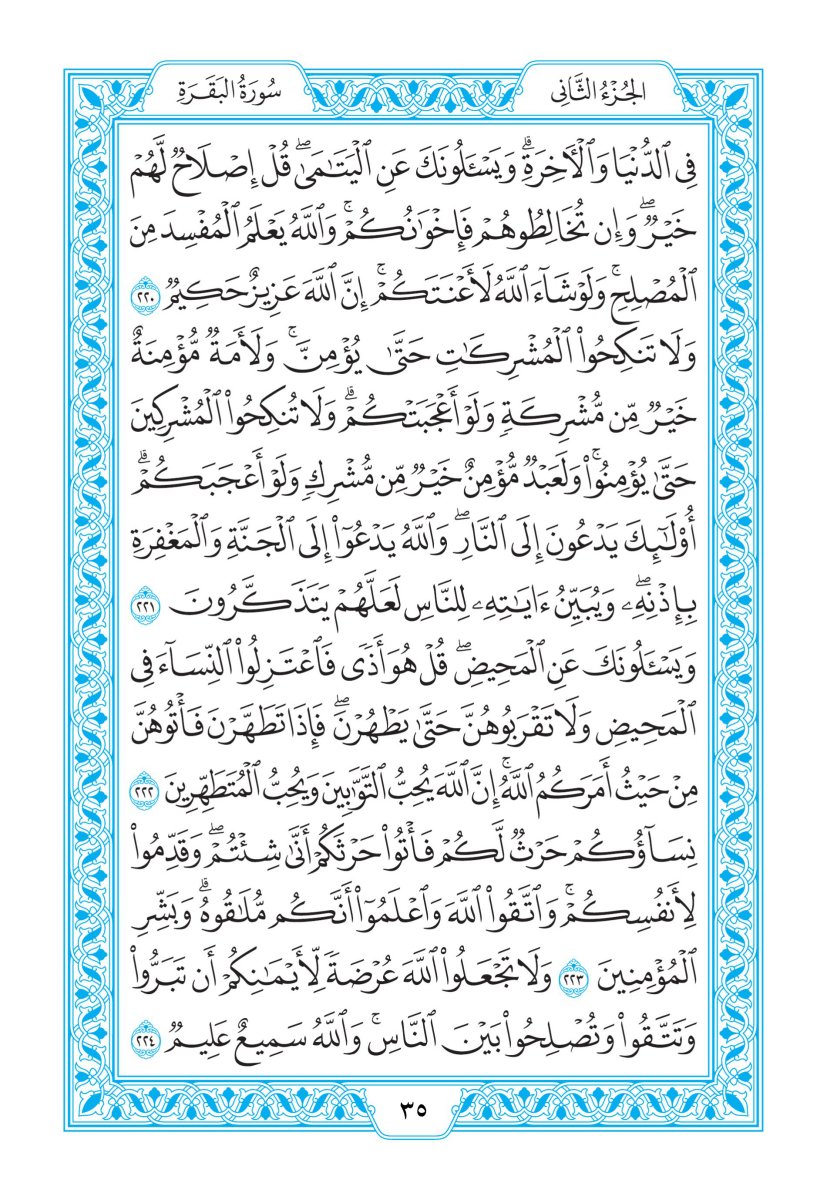 الجُزْءُ الثَّانِى
سُورَةُ البَقَرَةِ
فِى ٱلدُّنْيَا وَٱلْأَخِرَةِۗ وَيَسْـَٔلُونَكَ عَنِ ٱلْيَتَـٰمَىٰۖ قُلْ إِصْلَاحٌ لَّهُمْ
خَيْرٌۖ وَإِن تُخَالِطُوهُمْ فَإِخْوَٰنُكُمْۚ وَٱللَّهُ يَعْلَمُ ٱلْمُفْسِدَ مِنَ
ٱلْمُصْلِحِۚ وَلَوْ شَآءَ ٱللَّهُ لَأَعْنَتَكُمْۚ إِنَّ ٱللَّهَ عَزِيزٌ حَكِيمٌ ٢٢٠
وَلَا تَنكِحُوا۟ ٱلْمُشْرِكَـٰتِ حَتَّىٰ يُؤْمِنَّۚ وَلَأَمَةٌ مُّؤْمِنَةٌ
خَيْرٌ مِّن مُّشْرِكَةٍ وَلَوْ أَعْجَبَتْكُمْۗ وَلَا تُنكِحُوا۟ ٱلْمُشْرِكِينَ
حَتَّىٰ يُؤْمِنُوا۟ۚ وَلَعَبْدٌ مُّؤْمِنٌ خَيْرٌ مِّن مُّشْرِكٍ وَلَوْ أَعْجَبَكُمْۗ
أُو۟لَـٰٓئِكَ يَدْعُونَ إِلَى ٱلنَّارِۖ وَٱللَّهُ يَدْعُوٓا۟ إِلَى ٱلْجَنَّةِ وَٱلْمَغْفِرَةِ
بِإِذْنِهِۦۖ وَيُبَيِّنُ ءَايَـٰتِهِۦ لِلنَّاسِ لَعَلَّهُمْ يَتَذَكَّرُونَ ٢٢١
وَيَسْـَٔلُونَكَ عَنِ ٱلْمَحِيضِۖ قُلْ هُوَ أَذًى فَٱعْتَزِلُوا۟ ٱلنِّسَآءَ فِى
ٱلْمَحِيضِ وَلَا تَقْرَبُوهُنَّ حَتَّىٰ يَطْهُرْنَۖ فَإِذَا تَطَهَّرْنَ فَأْتُوهُنَّ
مِنْ حَيْثُ أَمَرَكُمُ ٱللَّهُۚ إِنَّ ٱللَّهَ يُحِبُّ ٱلتَّوَّٰبِينَ وَيُحِبُّ ٱلْمُتَطَهِّرِينَ ٢٢٢
نِسَآؤُكُمْ حَرْثٌ لَّكُمْ فَأْتُوا۟ حَرْثَكُمْ أَنَّىٰ شِئْتُمْۖ وَقَدِّمُوا۟
لِأَنفُسِكُمْۚ وَٱتَّقُوا۟ ٱللَّهَ وَٱعْلَمُوٓا۟ أَنَّكُم مُّلَـٰقُوهُۗ وَبَشِّرِ
ٱلْمُؤْمِنِينَ ٢٢٣ وَلَا تَجْعَلُوا۟ ٱللَّهَ عُرْضَةً لِّأَيْمَـٰنِكُمْ أَن تَبَرُّوا۟
وَتَتَّقُوا۟ وَتُصْلِحُوا۟ بَيْنَ ٱلنَّاسِۚ وَٱللَّهُ سَمِيعٌ عَلِيمٌ ٢٢٤
٣٥